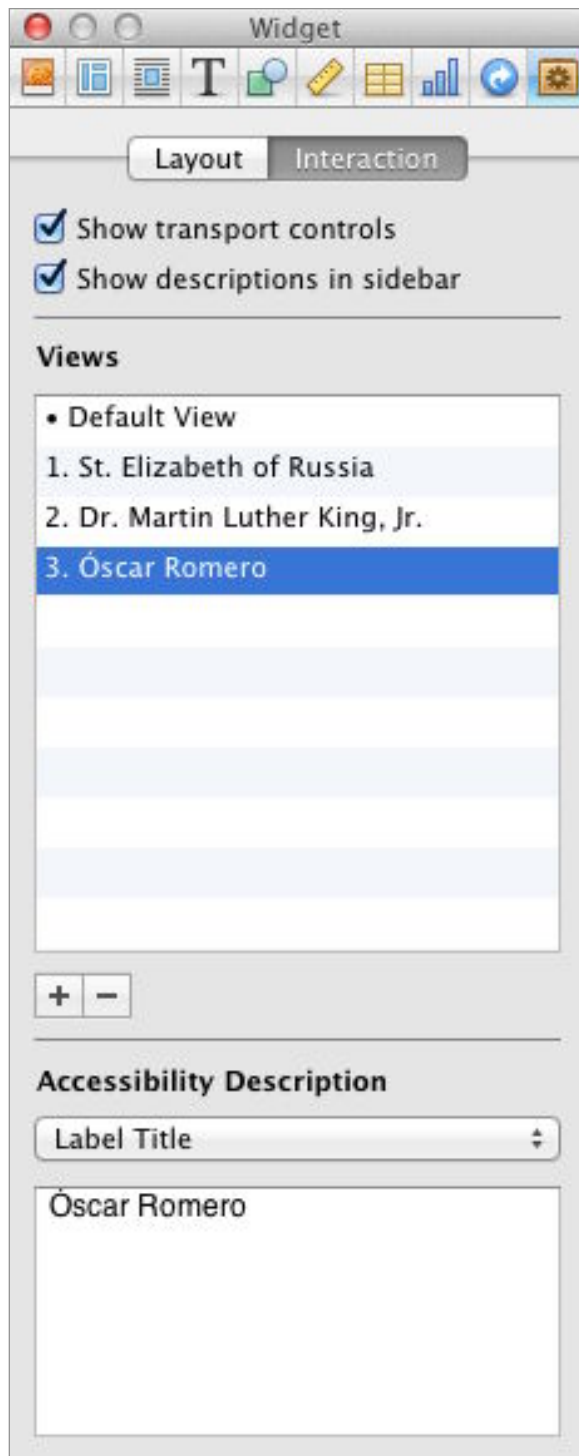 Widget
T
Layout Interaction
Show transport controls
Show descriptions in sidebar
Views
• Default View
1. St. Elizabeth of Russia
2. Dr. Martin Luther King, Jr.
3. Óscar Romero
+ −
Accessibility Description
Label Title
Óscar Romero